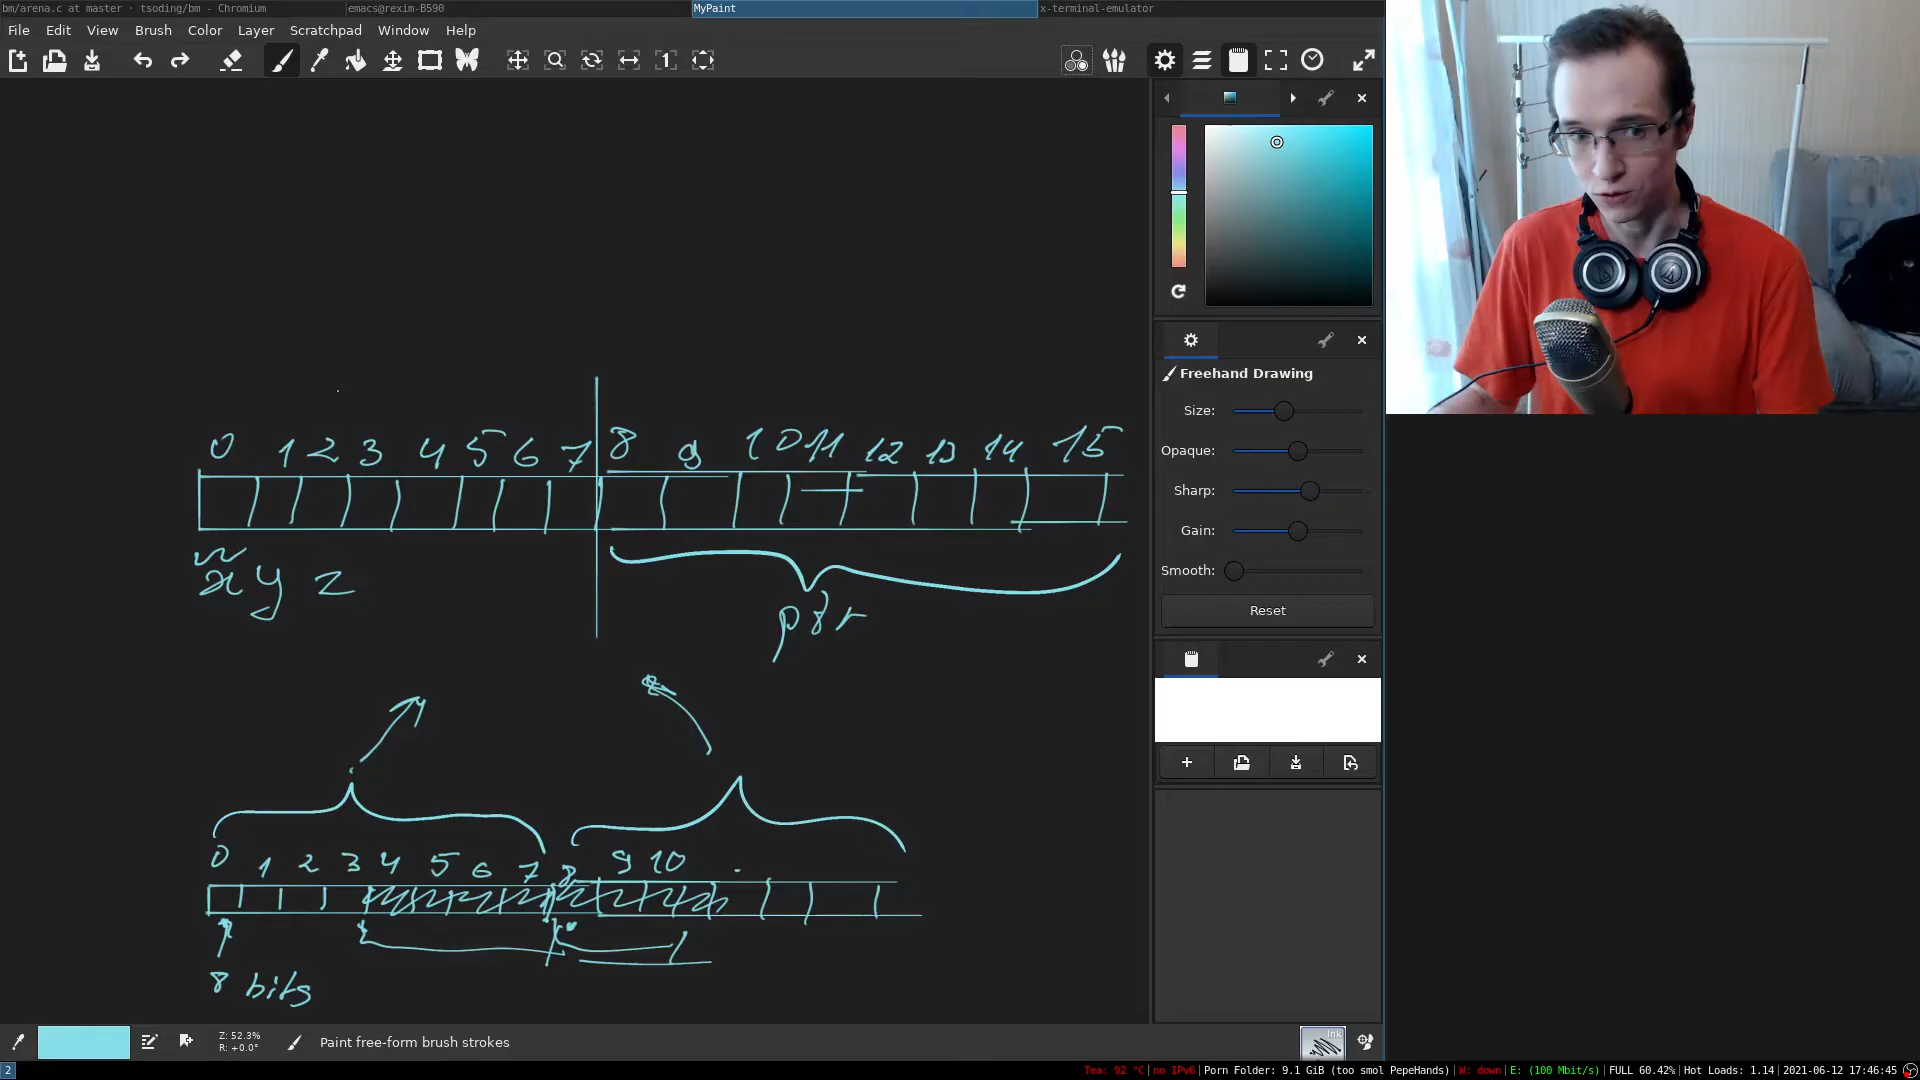 bm/arena.c at master · tsoding/bm - Chromium
emacs@rexim-B590
MyPaint
x-terminal-emulator
File Edit View Brush Color Layer Scratchpad Window Help
Freehand Drawing
Size:
Opaque:
Sharp:
Gain:
Smooth:
Reset
0 1 2 3 4 5 6 7 8 9 10 11 12 13 14 15
x y z
ptr
0 1 2 3 4 5 6 7 8 9 10
8 bits
Z: 52.3%
R: +0.0°
Paint free-form brush strokes
Ink
2
Tea: 92 °C|no IPv6|Porn Folder: 9.1 GiB (too smol PepeHands)|W: down|E: (100 Mbit/s)|FULL 60.42%|Hot Loads: 1.14|2021-06-12 17:46:45